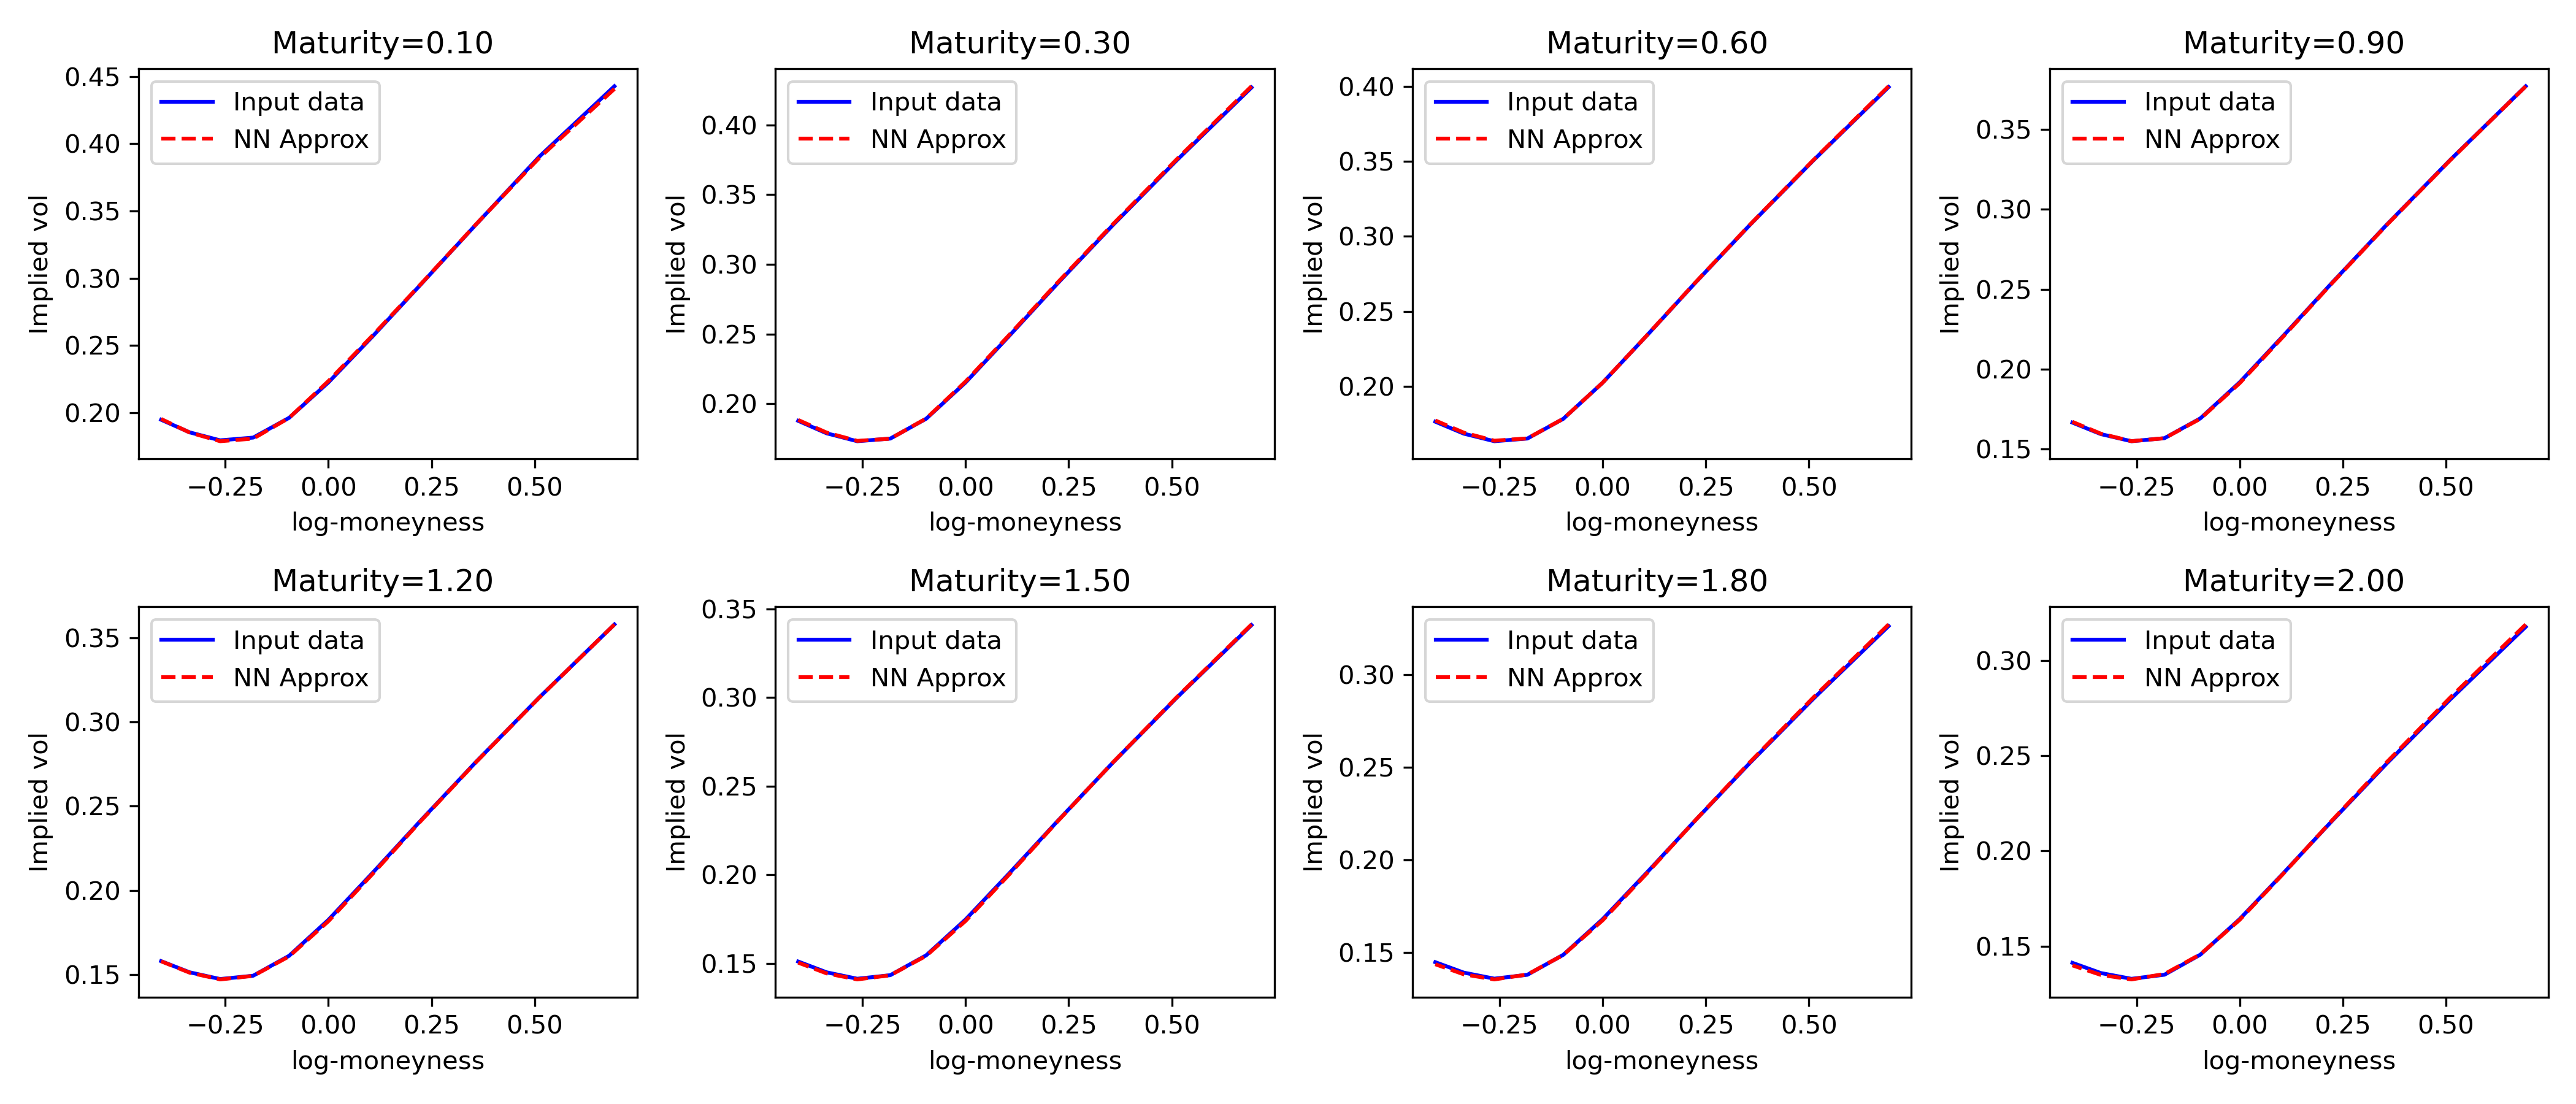 Maturity=0.10
0.45
0.40
0.35
0.30
0.25
0.20
Implied vol
Input data
NN Approx
−0.25 0.00 0.25 0.50
log-moneyness
Maturity=0.30
0.40
0.35
0.30
0.25
0.20
Implied vol
Input data
NN Approx
−0.25 0.00 0.25 0.50
log-moneyness
Maturity=0.60
0.40
0.35
0.30
0.25
0.20
Implied vol
Input data
NN Approx
−0.25 0.00 0.25 0.50
log-moneyness
Maturity=0.90
0.35
0.30
0.25
0.20
0.15
Implied vol
Input data
NN Approx
−0.25 0.00 0.25 0.50
log-moneyness
Maturity=1.20
0.35
0.30
0.25
0.20
0.15
Implied vol
Input data
NN Approx
−0.25 0.00 0.25 0.50
log-moneyness
Maturity=1.50
0.35
0.30
0.25
0.20
0.15
Implied vol
Input data
NN Approx
−0.25 0.00 0.25 0.50
log-moneyness
Maturity=1.80
0.30
0.25
0.20
0.15
Implied vol
Input data
NN Approx
−0.25 0.00 0.25 0.50
log-moneyness
Maturity=2.00
0.30
0.25
0.20
0.15
Implied vol
Input data
NN Approx
−0.25 0.00 0.25 0.50
log-moneyness